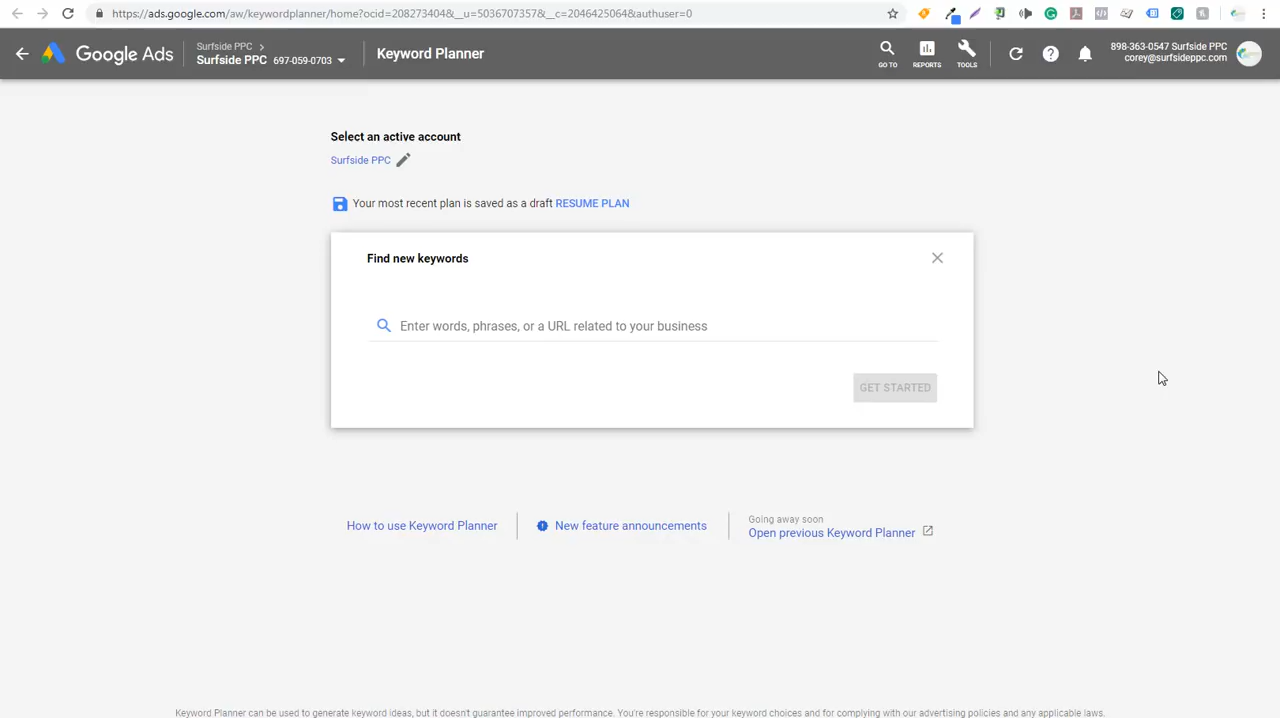 https://ads.google.com/aw/keywordplanner/home?ocid=208273404&__u=5036707357&__c=2046425064&authuser=0
Google Ads
Surfside PPC
Surfside PPC 697-059-0703
Keyword Planner
GO TO
REPORTS
TOOLS
898-363-0547 Surfside PPC
corey@surfsideppc.com
Select an active account
Surfside PPC
Your most recent plan is saved as a draft RESUME PLAN
Find new keywords
Enter words, phrases, or a URL related to your business
GET STARTED
How to use Keyword Planner
New feature announcements
Going away soon
Open previous Keyword Planner
Keyword Planner can be used to generate keyword ideas, but it doesn't guarantee improved performance. You're responsible for your keyword choices and for complying with our advertising policies and any applicable laws.